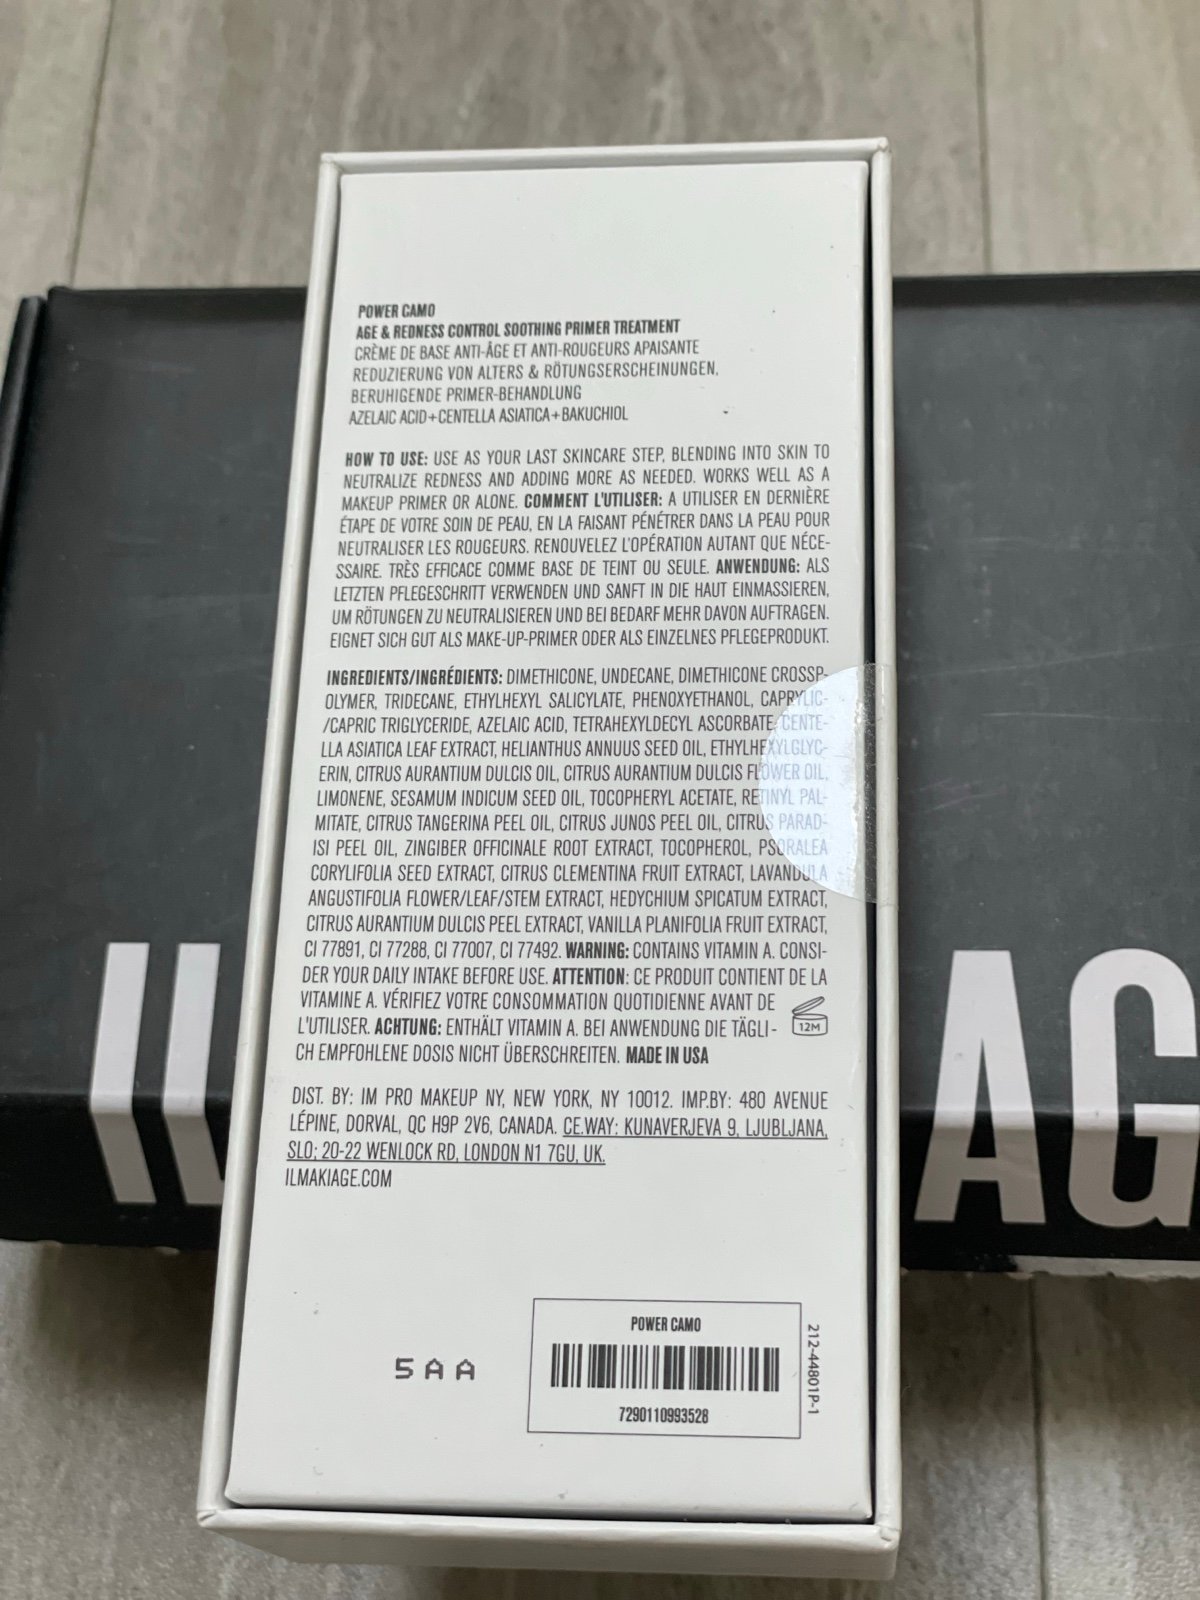 POWER CAMO
AGE & REDNESS CONTROL SOOTHING PRIMER TREATMENT
CRÈME DE BASE ANTI-ÂGE ET ANTI-ROUGEURS APAISANTE
REDUZIERUNG VON ALTERS & RÖTUNGSERSCHEINUNGEN,
BERUHIGENDE PRIMER-BEHANDLUNG
AZELAIC ACID+CENTELLA ASIATICA+BAKUCHIOL
HOW TO USE: USE AS YOUR LAST SKINCARE STEP, BLENDING INTO SKIN TO
NEUTRALIZE REDNESS AND ADDING MORE AS NEEDED. WORKS WELL AS A
MAKEUP PRIMER OR ALONE. COMMENT L'UTILISER: A UTILISER EN DERNIÈRE
ÉTAPE DE VOTRE SOIN DE PEAU, EN LA FAISANT PÉNÉTRER DANS LA PEAU POUR
NEUTRALISER LES ROUGEURS. RENOUVELEZ L'OPÉRATION AUTANT QUE NÉCE-
SSAIRE. TRÈS EFFICACE COMME BASE DE TEINT OU SEULE. ANWENDUNG: ALS
LETZTEN PFLEGESCHRITT VERWENDEN UND SANFT IN DIE HAUT EINMASSIEREN,
UM RÖTUNGEN ZU NEUTRALISIEREN UND BEI BEDARF MEHR DAVON AUFTRAGEN.
EIGNET SICH GUT ALS MAKE-UP-PRIMER ODER ALS EINZELNES PFLEGEPRODUKT.
INGREDIENTS/INGRÉDIENTS: DIMETHICONE, UNDECANE, DIMETHICONE CROSSP-
OLYMER, TRIDECANE, ETHYLHEXYL SALICYLATE, PHENOXYETHANOL, CAPRYLIC-
/CAPRIC TRIGLYCERIDE, AZELAIC ACID, TETRAHEXYLDECYL ASCORBATE, CENTE-
LLA ASIATICA LEAF EXTRACT, HELIANTHUS ANNUUS SEED OIL, ETHYLHEXYLGLYC-
ERIN, CITRUS AURANTIUM DULCIS OIL, CITRUS AURANTIUM DULCIS FLOWER OIL,
LIMONENE, SESAMUM INDICUM SEED OIL, TOCOPHERYL ACETATE, RETINYL PAL-
MITATE, CITRUS TANGERINA PEEL OIL, CITRUS JUNOS PEEL OIL, CITRUS PARAD-
ISI PEEL OIL, ZINGIBER OFFICINALE ROOT EXTRACT, TOCOPHEROL, PSORALEA
CORYLIFOLIA SEED EXTRACT, CITRUS CLEMENTINA FRUIT EXTRACT, LAVANDULA
ANGUSTIFOLIA FLOWER/LEAF/STEM EXTRACT, HEDYCHIUM SPICATUM EXTRACT,
CITRUS AURANTIUM DULCIS PEEL EXTRACT, VANILLA PLANIFOLIA FRUIT EXTRACT,
CI 77891, CI 77288, CI 77007, CI 77492. WARNING: CONTAINS VITAMIN A. CONSI-
DER YOUR DAILY INTAKE BEFORE USE. ATTENTION: CE PRODUIT CONTIENT DE LA
VITAMINE A. VÉRIFIEZ VOTRE CONSOMMATION QUOTIDIENNE AVANT DE
L'UTILISER. ACHTUNG: ENTHÄLT VITAMIN A. BEI ANWENDUNG DIE TÄGLI-
CH EMPFOHLENE DOSIS NICHT ÜBERSCHREITEN. MADE IN USA
12M
DIST. BY: IM PRO MAKEUP NY, NEW YORK, NY 10012. IMP.BY: 480 AVENUE
LÉPINE, DORVAL, QC H9P 2V6, CANADA. CE.WAY: KUNAVERJEVA 9, LJUBLJANA,
SLO; 20-22 WENLOCK RD, LONDON N1 7GU, UK.
ILMAKIAGE.COM
5AA
POWER CAMO
7290110993528
212-44801P-1
IL
AG